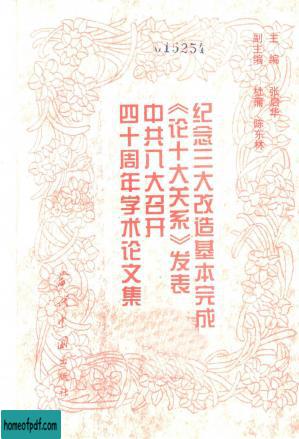 015254
主编 张启华
副主编 杜蒲 陈东林
纪念三大改造基本完成
《论十大关系》发表
中共八大召开
四十周年学术论文集
当代中国出版社
homeofpdf.com